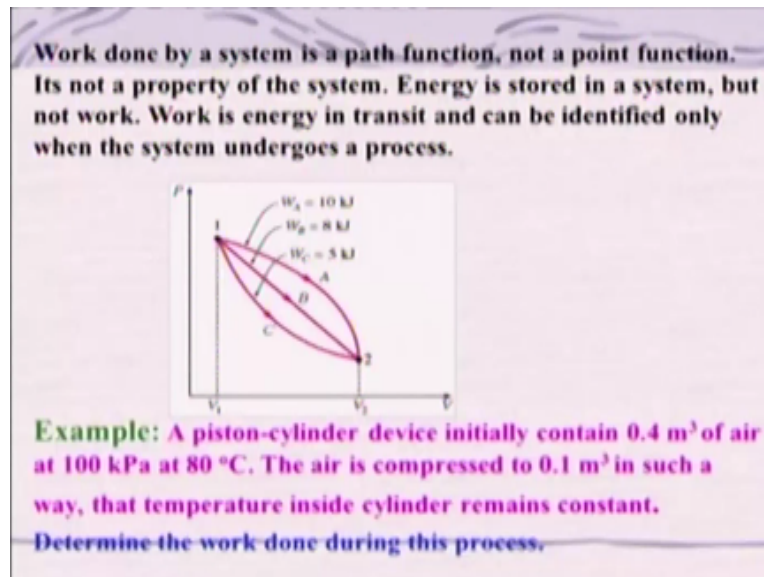 Work done by a system is a path function, not a point function.
Its not a property of the system. Energy is stored in a system, but
not work. Work is energy in transit and can be identified only
when the system undergoes a process.
P
W_A = 10 kJ
1
W_B = 8 kJ
W_C = 5 kJ
A
B
C
2
V₁
V₂
V
Example: A piston-cylinder device initially contain 0.4 m³ of air
at 100 kPa at 80 °C. The air is compressed to 0.1 m³ in such a
way, that temperature inside cylinder remains constant.
Determine the work done during this process.